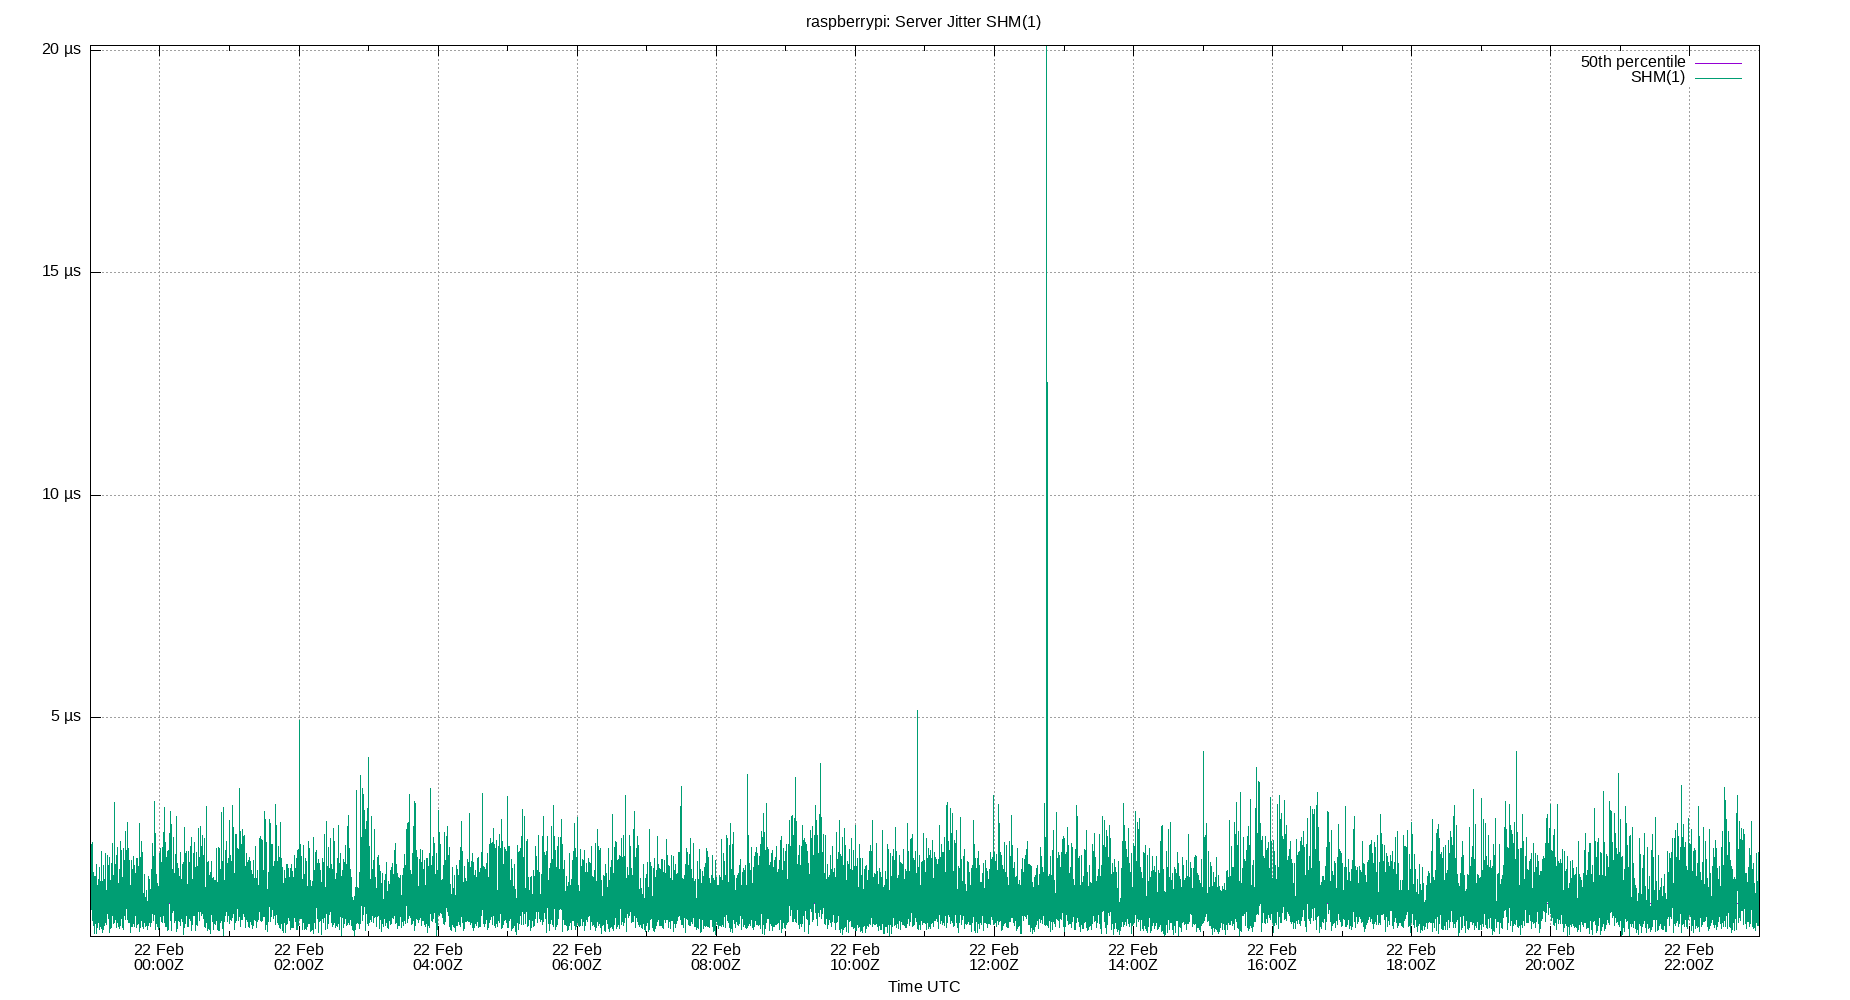 raspberrypi: Server Jitter SHM(1)
20 µs
15 µs
10 µs
5 µs
50th percentile
SHM(1)
22 Feb 22 Feb 22 Feb 22 Feb 22 Feb 22 Feb 22 Feb 22 Feb 22 Feb 22 Feb 22 Feb 22 Feb
00:00Z 02:00Z 04:00Z 06:00Z 08:00Z 10:00Z 12:00Z 14:00Z 16:00Z 18:00Z 20:00Z 22:00Z
Time UTC